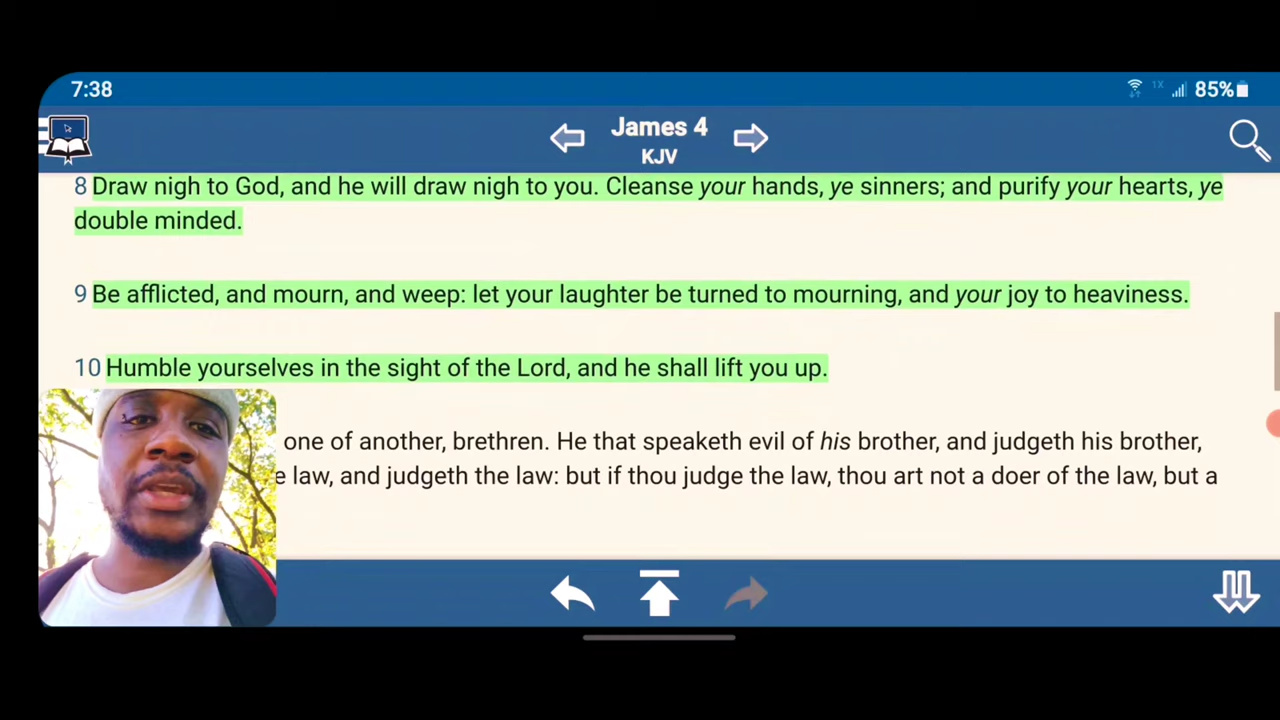 7:38
1X
85%
James 4
KJV
8 Draw nigh to God, and he will draw nigh to you. Cleanse your hands, ye sinners; and purify your hearts, ye
double minded.
9 Be afflicted, and mourn, and weep: let your laughter be turned to mourning, and your joy to heaviness.
10 Humble yourselves in the sight of the Lord, and he shall lift you up.
one of another, brethren. He that speaketh evil of his brother, and judgeth his brother,
law, and judgeth the law: but if thou judge the law, thou art not a doer of the law, but a